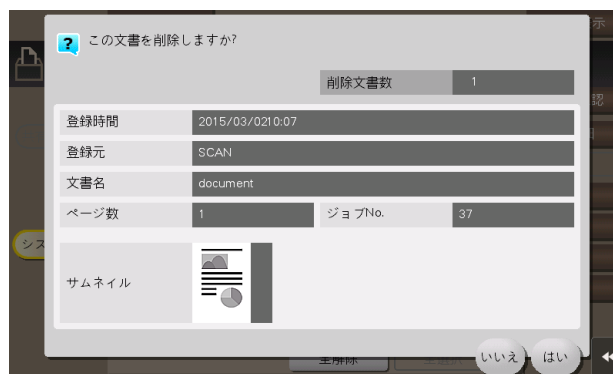 この文書を削除しますか?
削除文書数 1
登録時間 2015/03/0210:07
登録元 SCAN
文書名 document
ページ数 1 ジョブNo. 37
サムネイル
いいえ はい